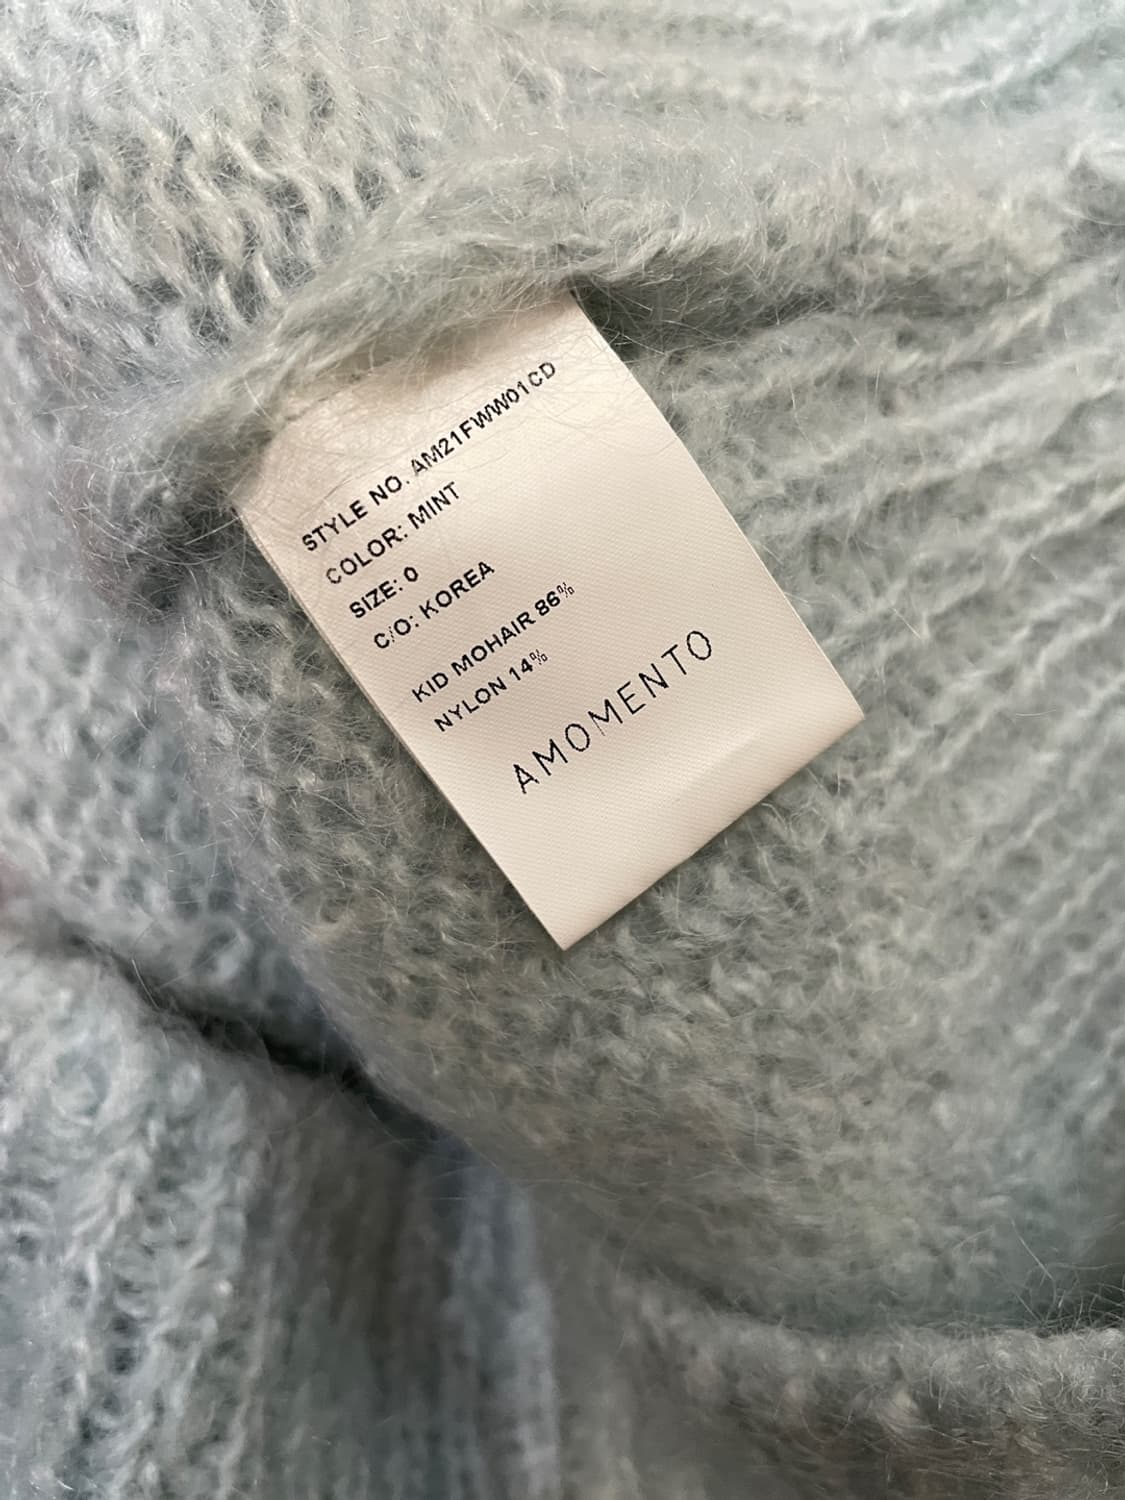 STYLE NO. AM21FWW01CD
COLOR: MINT
SIZE: 0
C/O: KOREA
KID MOHAIR 86%
NYLON 14%
AMOMENTO